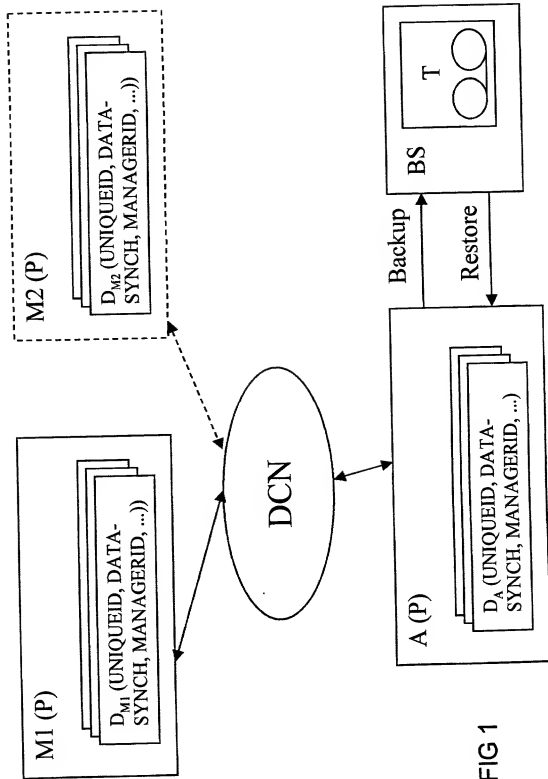 M1 (P)
D_M1 (UNIQUEID, DATA-
SYNCH, MANAGERID, ...))
M2 (P)
D_M2 (UNIQUEID, DATA-
SYNCH, MANAGERID, ...))
DCN
A (P)
D_A (UNIQUEID, DATA-
SYNCH, MANAGERID, ...)
Backup
Restore
BS
T
FIG 1